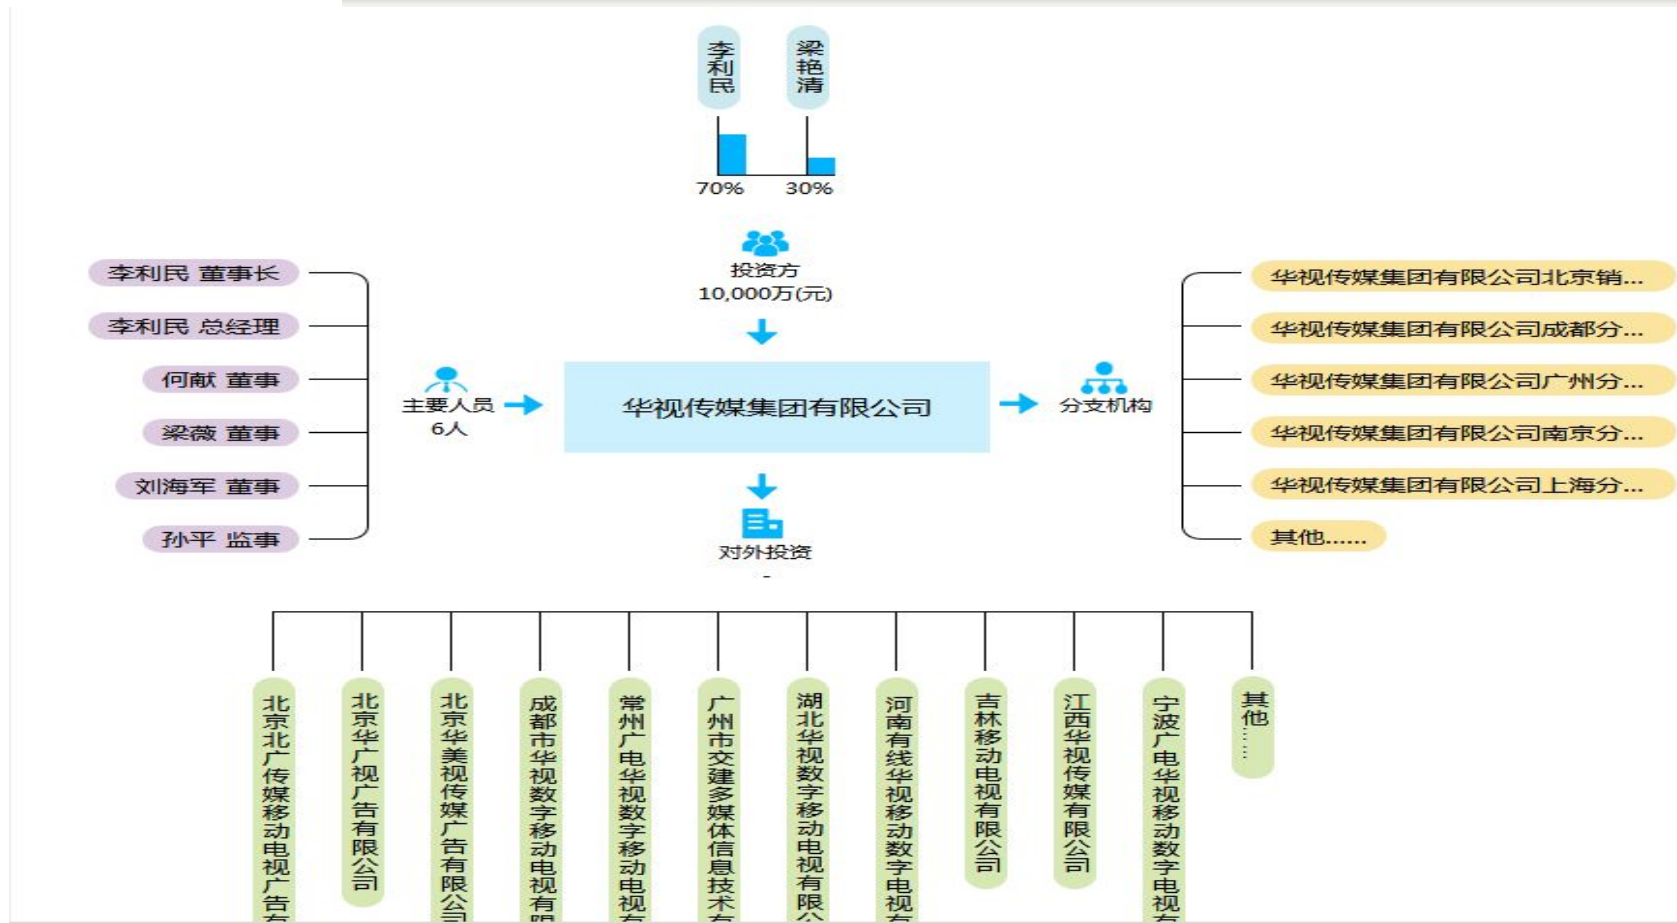 李利民
梁艳清
70%
30%
投资方
10,000万(元)
李利民 董事长
李利民 总经理
何献 董事
梁薇 董事
刘海军 董事
孙平 监事
主要人员
6人
华视传媒集团有限公司
分支机构
华视传媒集团有限公司北京销...
华视传媒集团有限公司成都分...
华视传媒集团有限公司广州分...
华视传媒集团有限公司南京分...
华视传媒集团有限公司上海分...
其他......
对外投资
北京北广传媒移动电视广告有
北京华广视广告有限公司
北京华美视传媒广告有限公司
成都市华视数字移动电视有限
常州广电华视数字移动电视有
广州市交建多媒体信息技术有
湖北华视数字移动电视有限公
河南有线华视移动数字电视有
吉林移动电视有限公司
江西华视传媒有限公司
宁波广电华视移动数字电视有
其他......